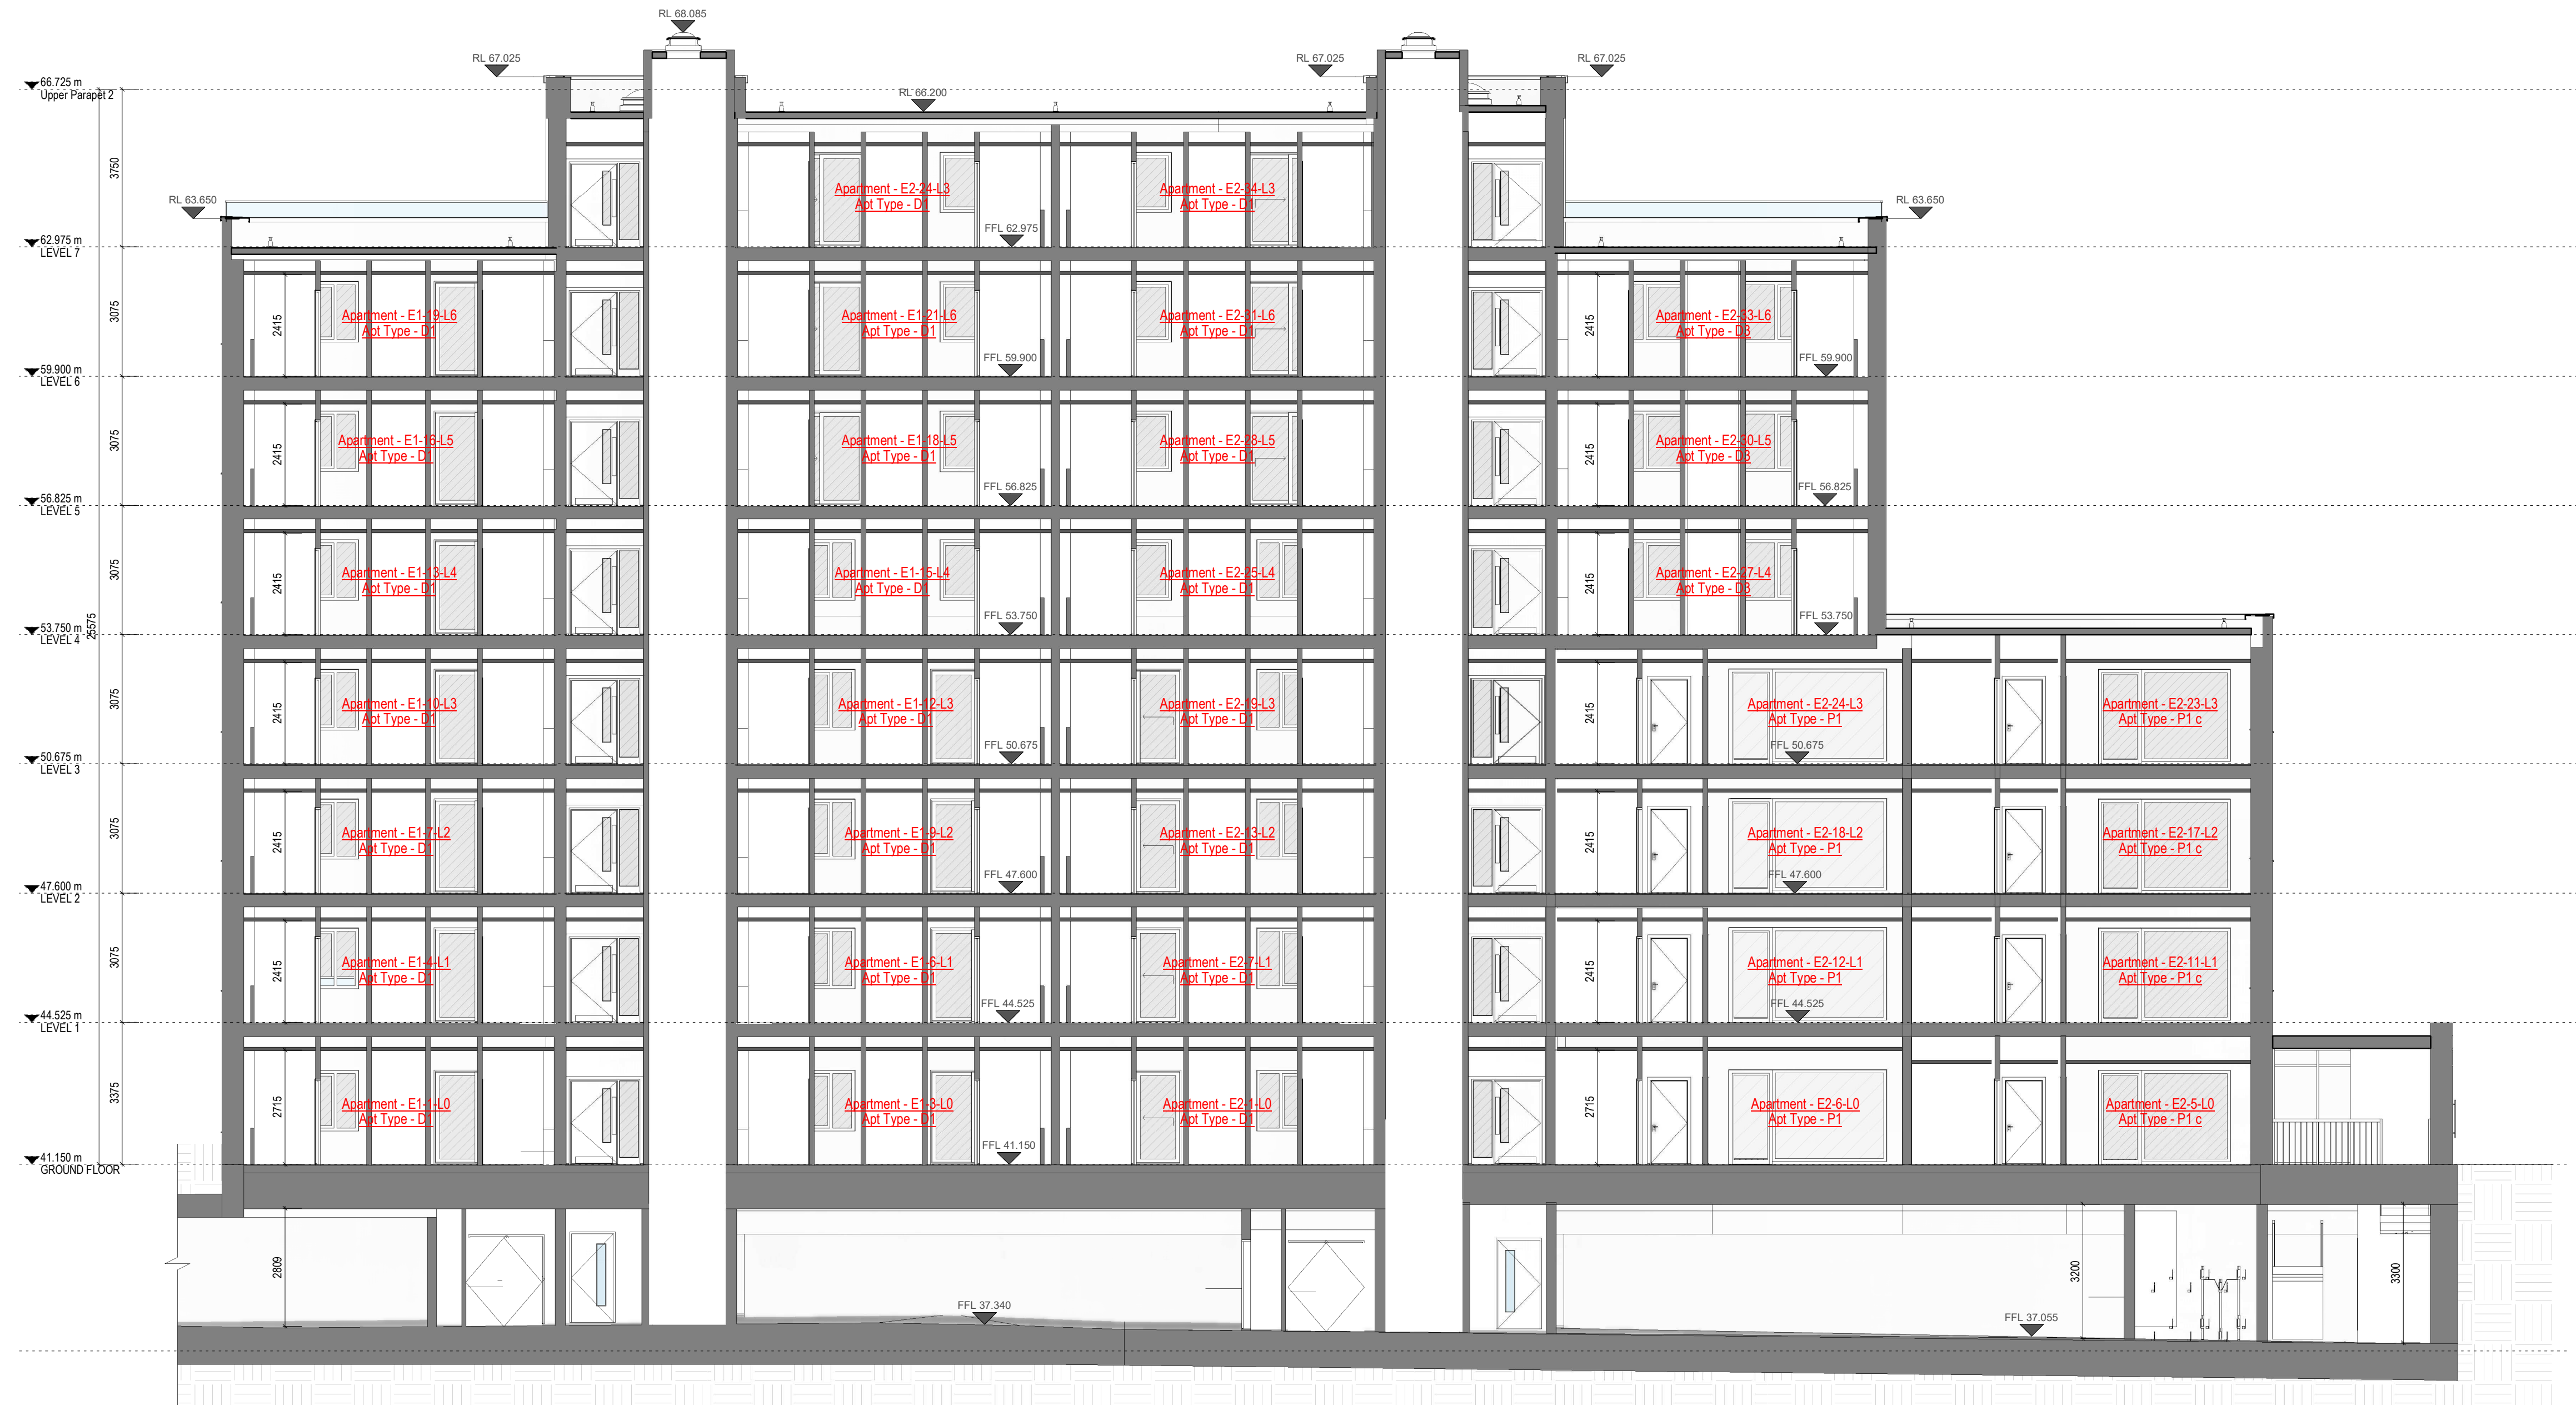 RL 68.085
RL 67.025
RL 67.025
RL 67.025
66.725 m
Upper Parapet 2
RL 66.200
3750
Apartment - E2-24-L3
Apt Type - D1
Apartment - E2-34-L3
Apt Type - D1
RL 63.650
RL 63.650
FFL 62.975
62.975 m
LEVEL 7
3075
2415
Apartment - E1-19-L6
Apt Type - D1
Apartment - E1-21-L6
Apt Type - D1
Apartment - E2-31-L6
Apt Type - D1
2415
Apartment - E2-33-L6
Apt Type - D3
FFL 59.900
FFL 59.900
59.900 m
LEVEL 6
3075
2415
Apartment - E1-16-L5
Apt Type - D1
Apartment - E1-18-L5
Apt Type - D1
Apartment - E2-28-L5
Apt Type - D1
2415
Apartment - E2-30-L5
Apt Type - D3
FFL 56.825
FFL 56.825
56.825 m
LEVEL 5
3075
2415
Apartment - E1-13-L4
Apt Type - D1
Apartment - E1-15-L4
Apt Type - D1
Apartment - E2-25-L4
Apt Type - D1
2415
Apartment - E2-27-L4
Apt Type - D3
FFL 53.750
FFL 53.750
53.750 m
LEVEL 4
25575
3075
2415
Apartment - E1-10-L3
Apt Type - D1
Apartment - E1-12-L3
Apt Type - D1
Apartment - E2-19-L3
Apt Type - D1
2415
Apartment - E2-24-L3
Apt Type - P1
Apartment - E2-23-L3
Apt Type - P1 c
FFL 50.675
FFL 50.675
50.675 m
LEVEL 3
3075
2415
Apartment - E1-7-L2
Apt Type - D1
Apartment - E1-9-L2
Apt Type - D1
Apartment - E2-13-L2
Apt Type - D1
2415
Apartment - E2-18-L2
Apt Type - P1
Apartment - E2-17-L2
Apt Type - P1 c
FFL 47.600
FFL 47.600
47.600 m
LEVEL 2
3075
2415
Apartment - E1-4-L1
Apt Type - D1
Apartment - E1-6-L1
Apt Type - D1
Apartment - E2-7-L1
Apt Type - D1
2415
Apartment - E2-12-L1
Apt Type - P1
Apartment - E2-11-L1
Apt Type - P1 c
FFL 44.525
FFL 44.525
44.525 m
LEVEL 1
3375
2715
Apartment - E1-1-L0
Apt Type - D1
Apartment - E1-3-L0
Apt Type - D1
Apartment - E2-1-L0
Apt Type - D1
2715
Apartment - E2-6-L0
Apt Type - P1
Apartment - E2-5-L0
Apt Type - P1 c
FFL 41.150
41.150 m
GROUND FLOOR
2809
3200
3300
FFL 37.340
FFL 37.055